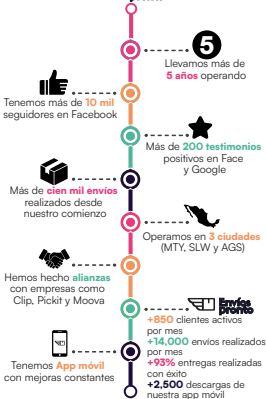 5
Llevamos más de
5 años operando
Tenemos más de 10 mil
seguidores en Facebook
Más de 200 testimonios
positivos en Face
y Google
Más de cien mil envíos
realizados desde
nuestro comienzo
Operamos en 3 ciudades
(MTY, SLW y AGS)
Hemos hecho alianzas
con empresas como
Clip, Pickit y Moova
Envíos
pronto
+850 clientes activos
por mes
+14,000 envíos realizados
por mes
+93% entregas realizadas
con éxito
+2,500 descargas de
nuestra app móvil
Tenemos App móvil
con mejoras constantes